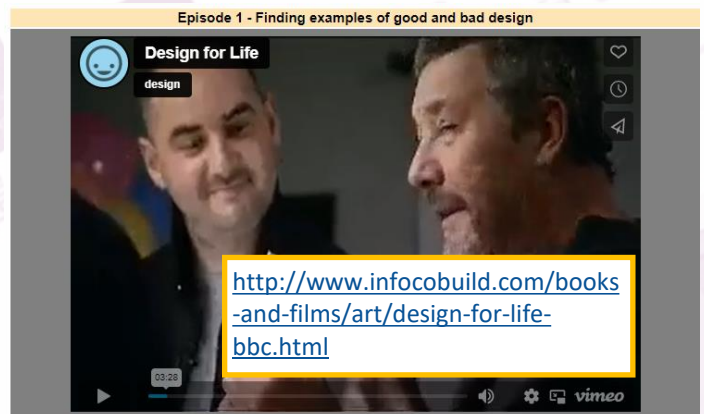 Episode 1 - Finding examples of good and bad design
Design for Life
design
http://www.infocobuild.com/books
-and-films/art/design-for-life-
bbc.html
03:28
vimeo